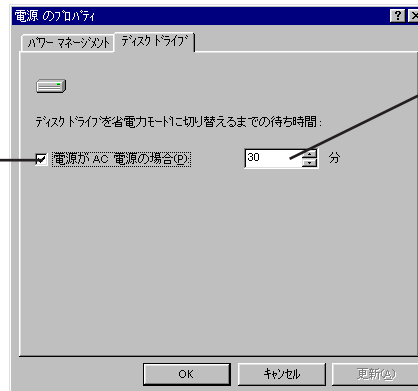 電源 のﾌﾟﾛﾊﾟﾃｨ
ﾊﾟﾜｰ ﾏﾈｰｼﾞﾒﾝﾄ ﾃﾞｨｽｸ ﾄﾞﾗｲﾌﾞ
ﾃﾞｨｽｸ ﾄﾞﾗｲﾌﾞを省電力ﾓｰﾄﾞに切り替えるまでの待ち時間:
電源が AC 電源の場合(P) 30 分
OK ｷｬﾝｾﾙ 更新(A)